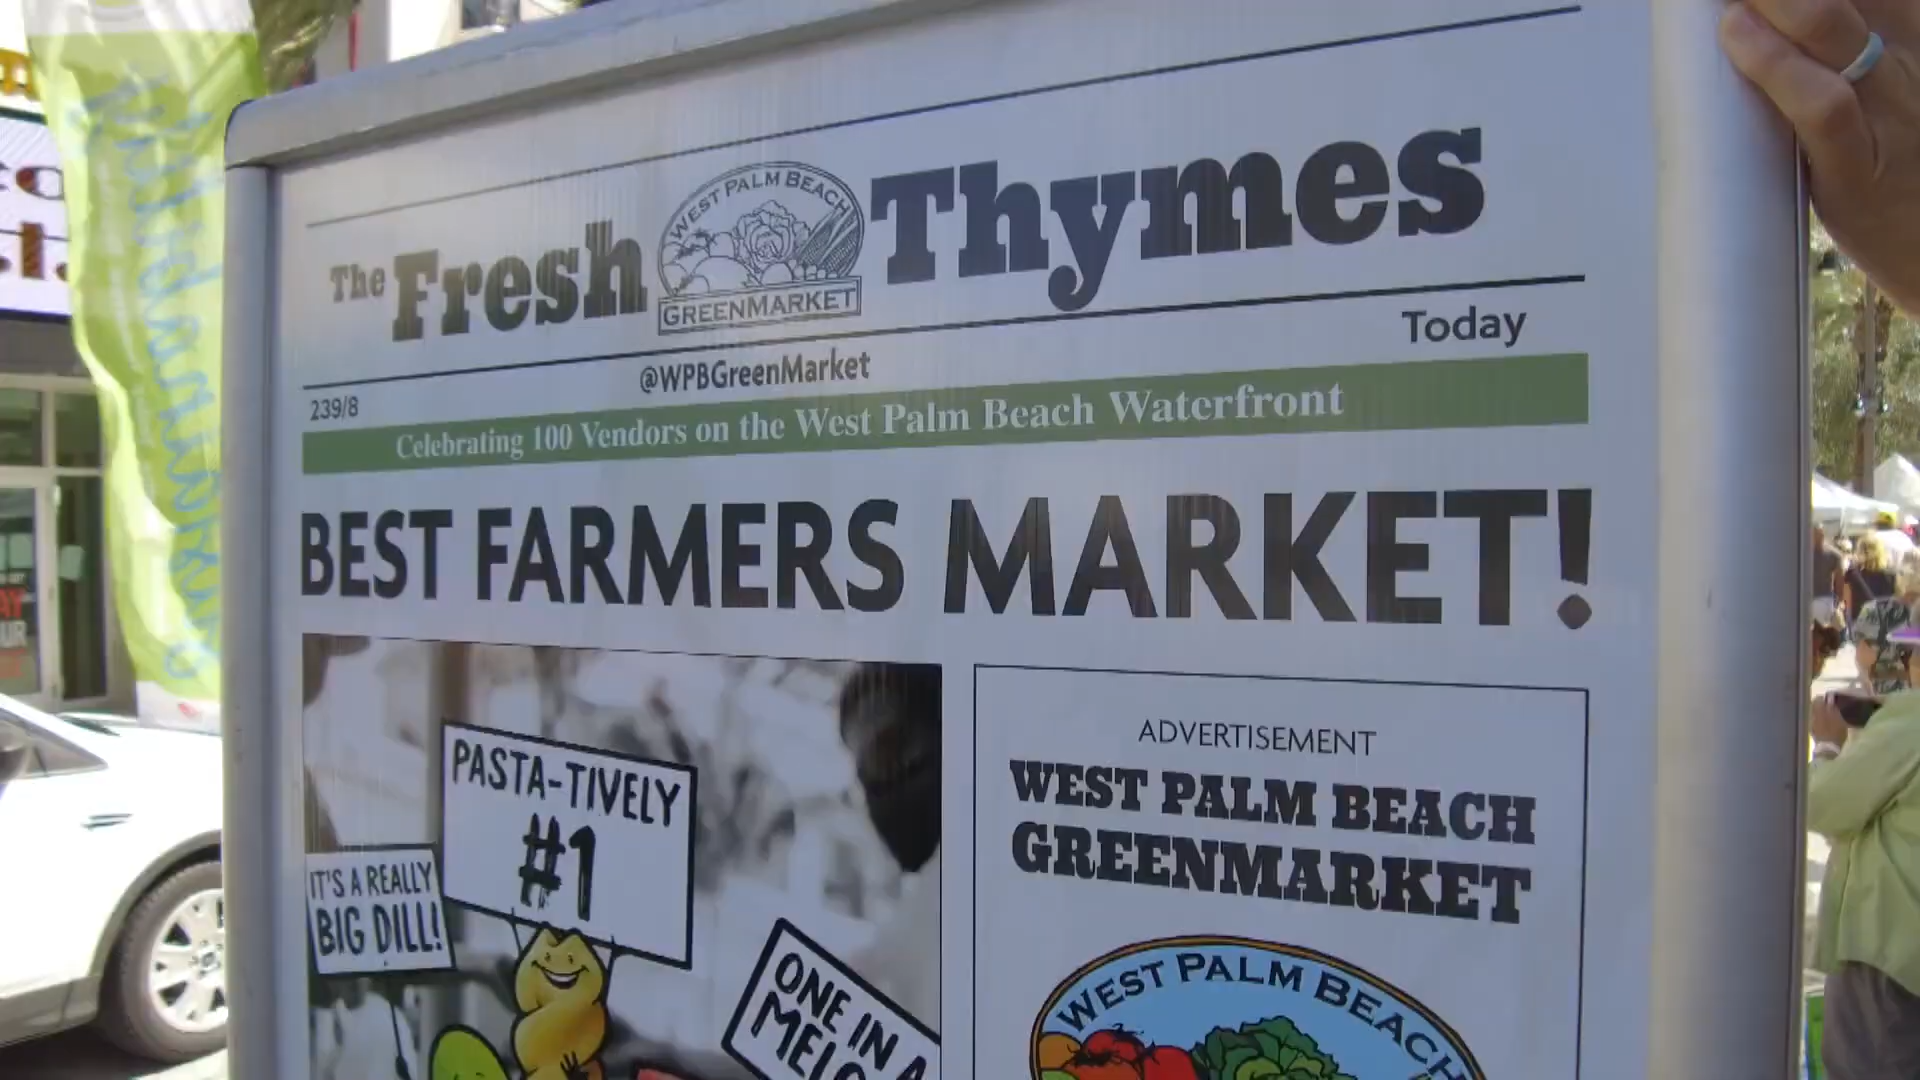 The Fresh Thymes
WEST PALM BEACH
GREENMARKET
@WPBGreenMarket
Today
239/8
Celebrating 100 Vendors on the West Palm Beach Waterfront
BEST FARMERS MARKET!
PASTA-TIVELY
#1
IT'S A REALLY
BIG DILL!
ONE IN A
ADVERTISEMENT
WEST PALM BEACH
GREENMARKET
WEST PALM BEACH